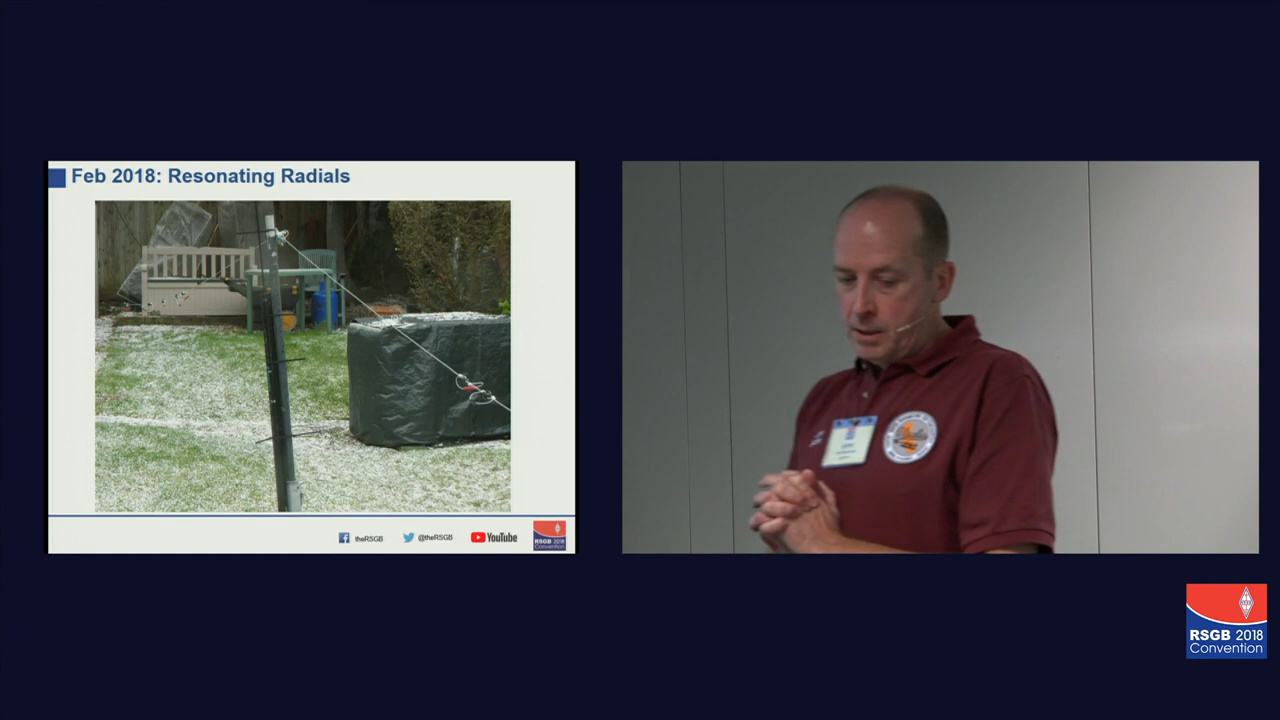 Feb 2018: Resonating Radials
theRSGB
@theRSGB
YouTube
RSGB 2018
Convention
RSGB 2018
Convention